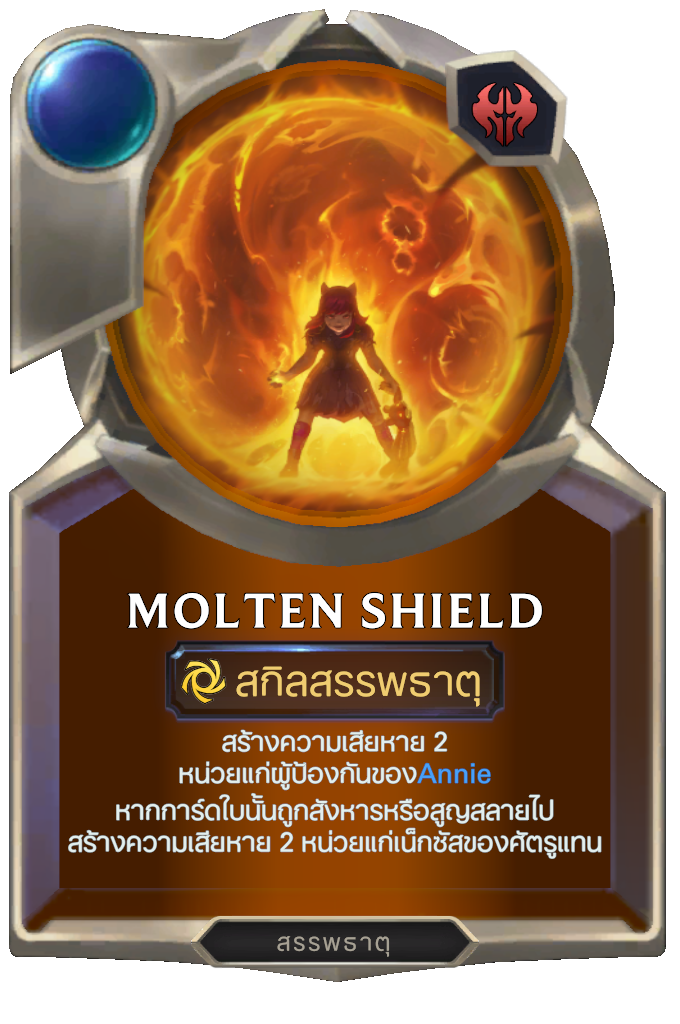 MOLTEN SHIELD
สกิลสรรพธาตุ
สร้างความเสียหาย 2
หน่วยแก่ผู้ป้องกันของAnnie
หากการ์ดใบนั้นถูกสังหารหรือสูญสลายไป
สร้างความเสียหาย 2 หน่วยแก่เน็กซัสของศัตรูแทน
สรรพธาตุ